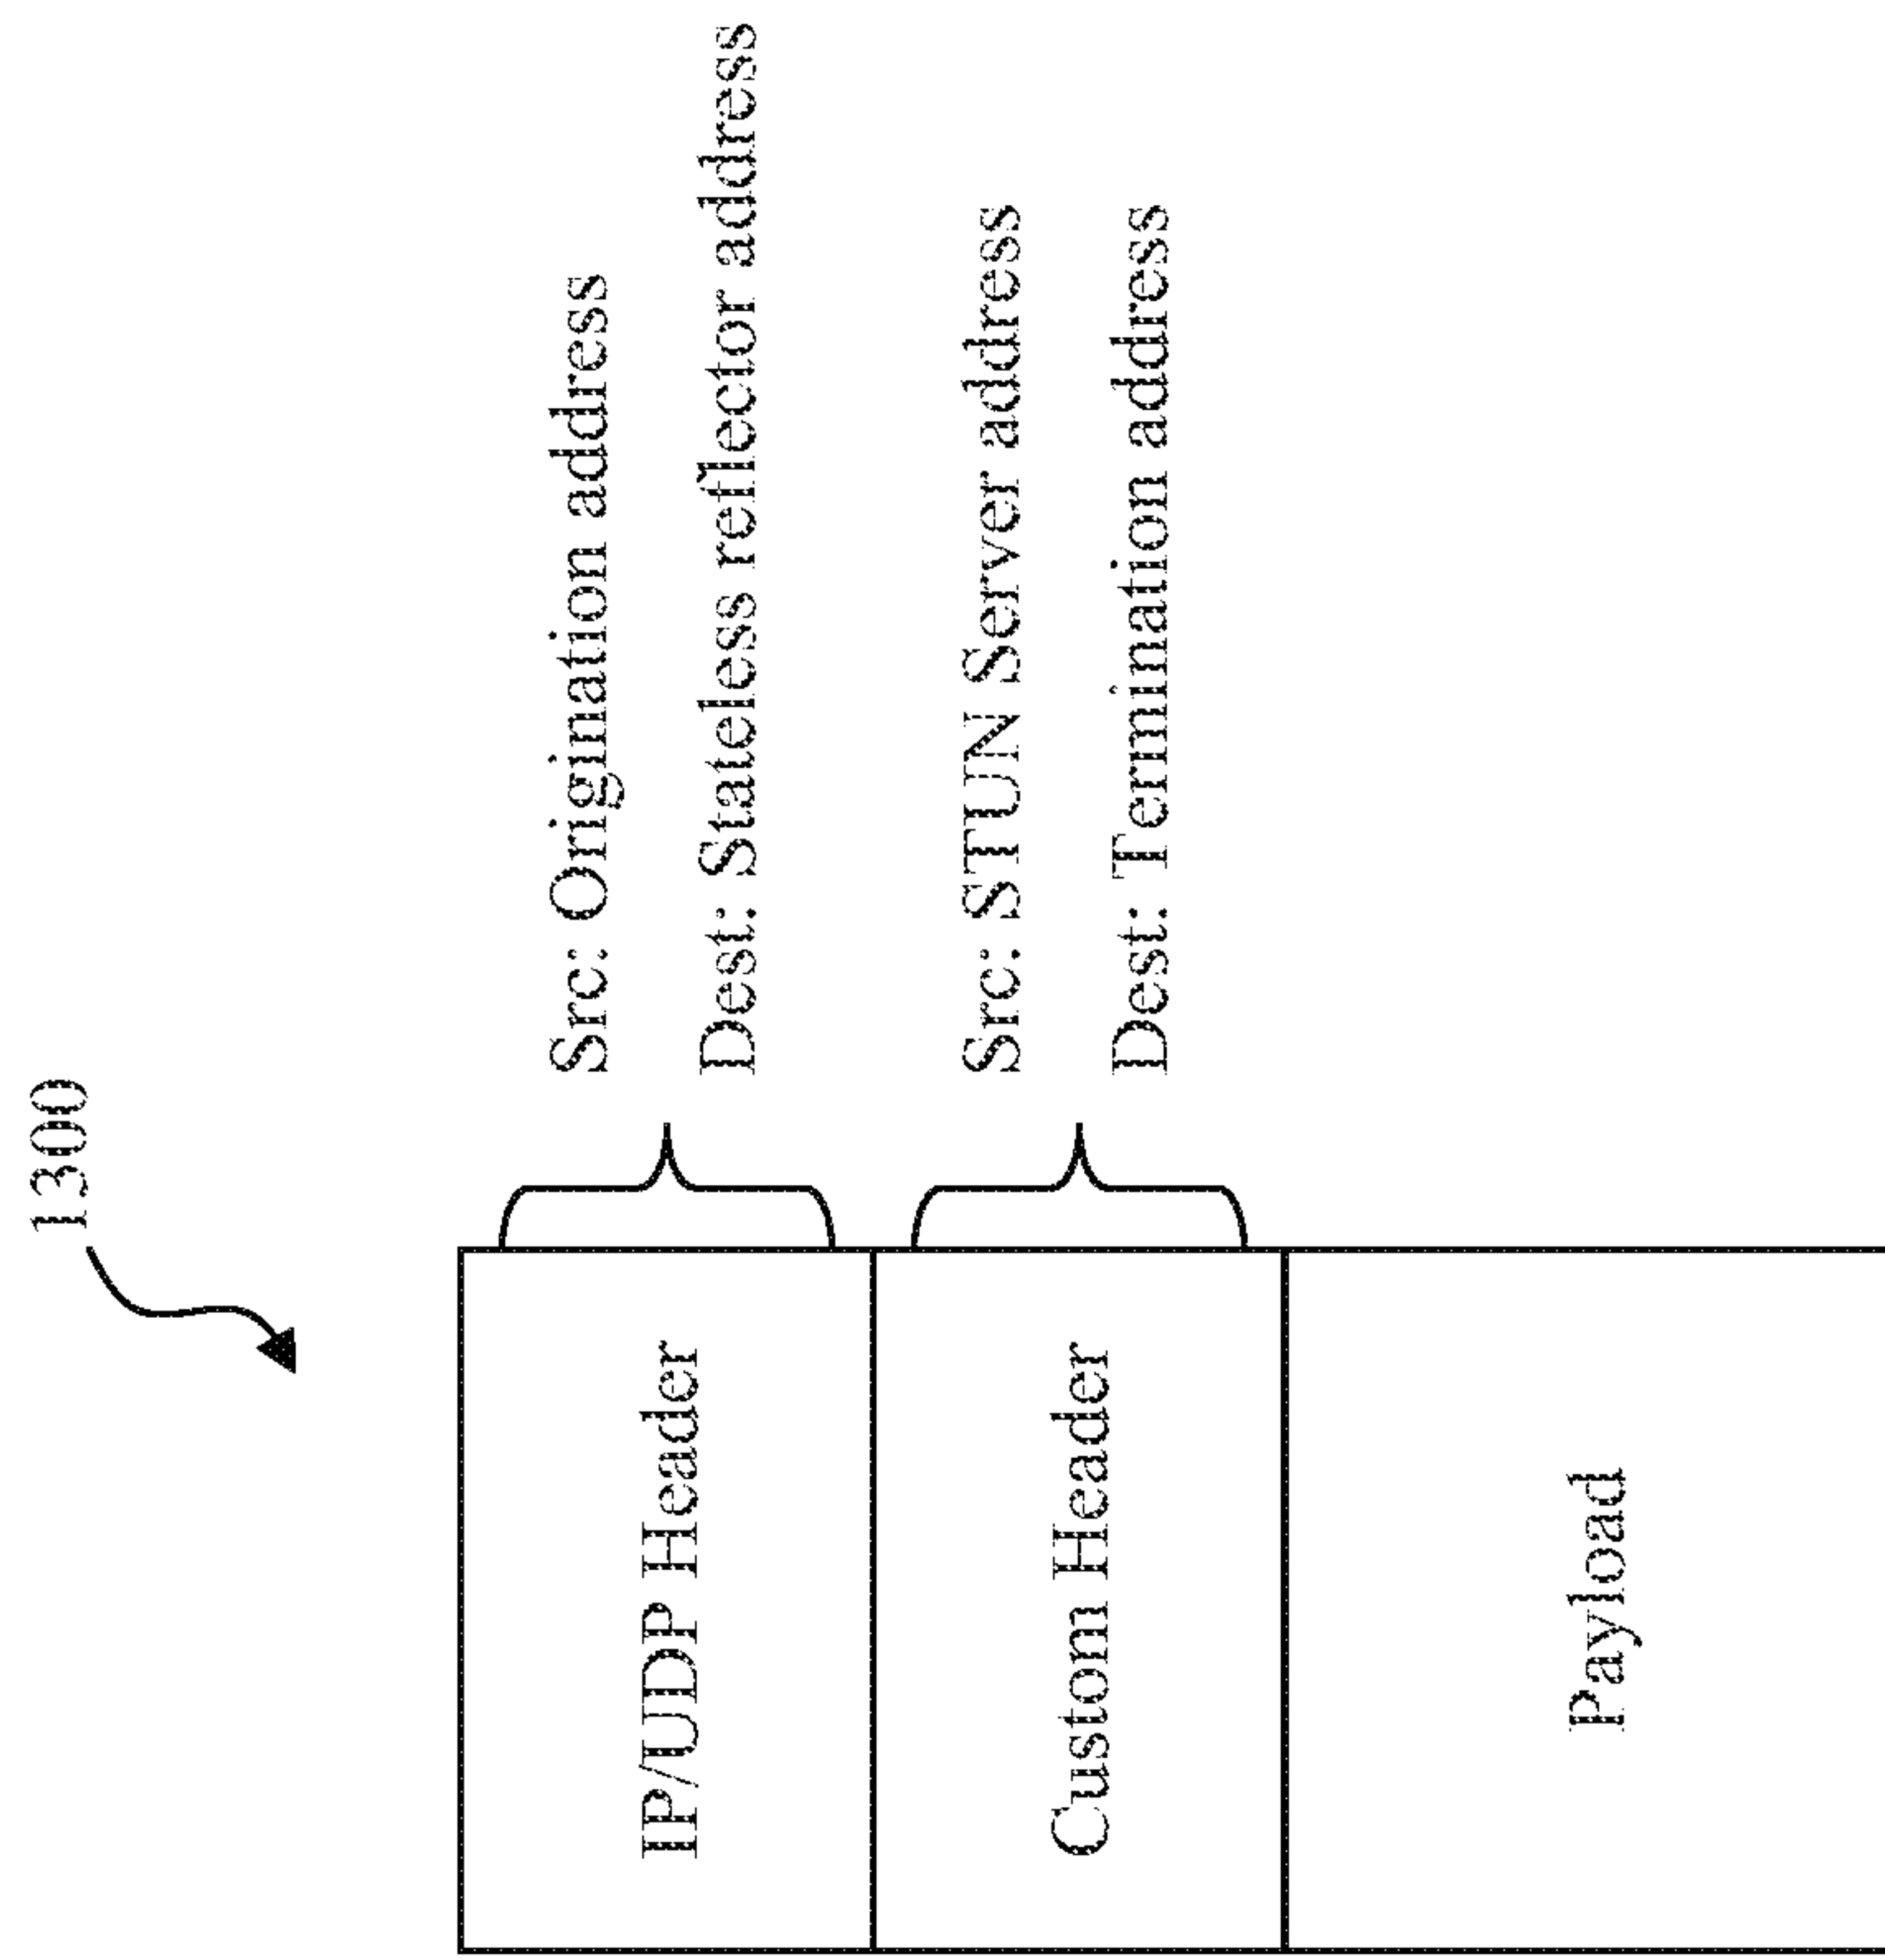 1300
IP/UDP Header
Src: Origination address
Dest: Stateless reflector address
Custom Header
Src: STUN Server address
Dest: Termination address
Payload